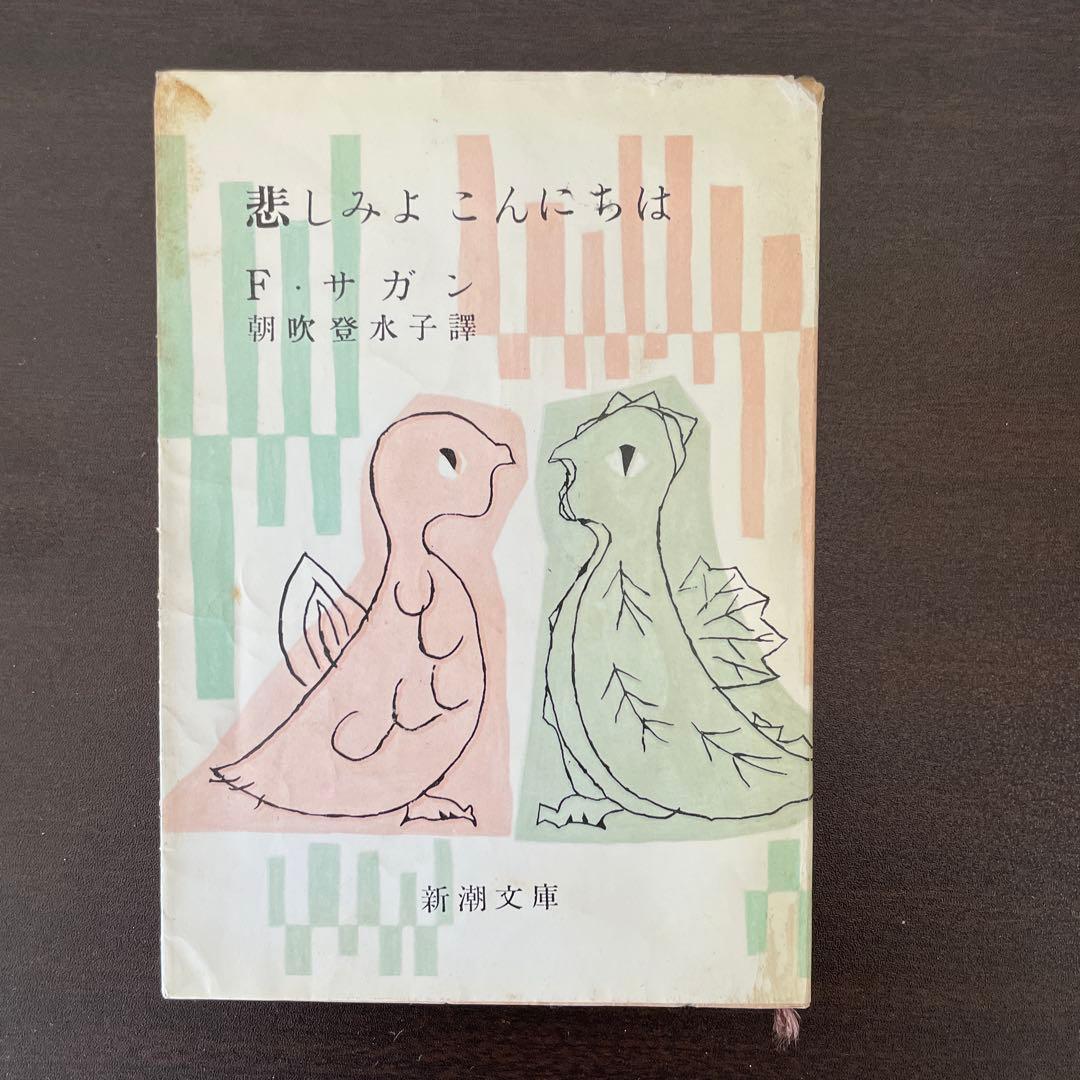 悲しみよ こんにちは
F・サガン
朝吹登水子譯
新潮文庫